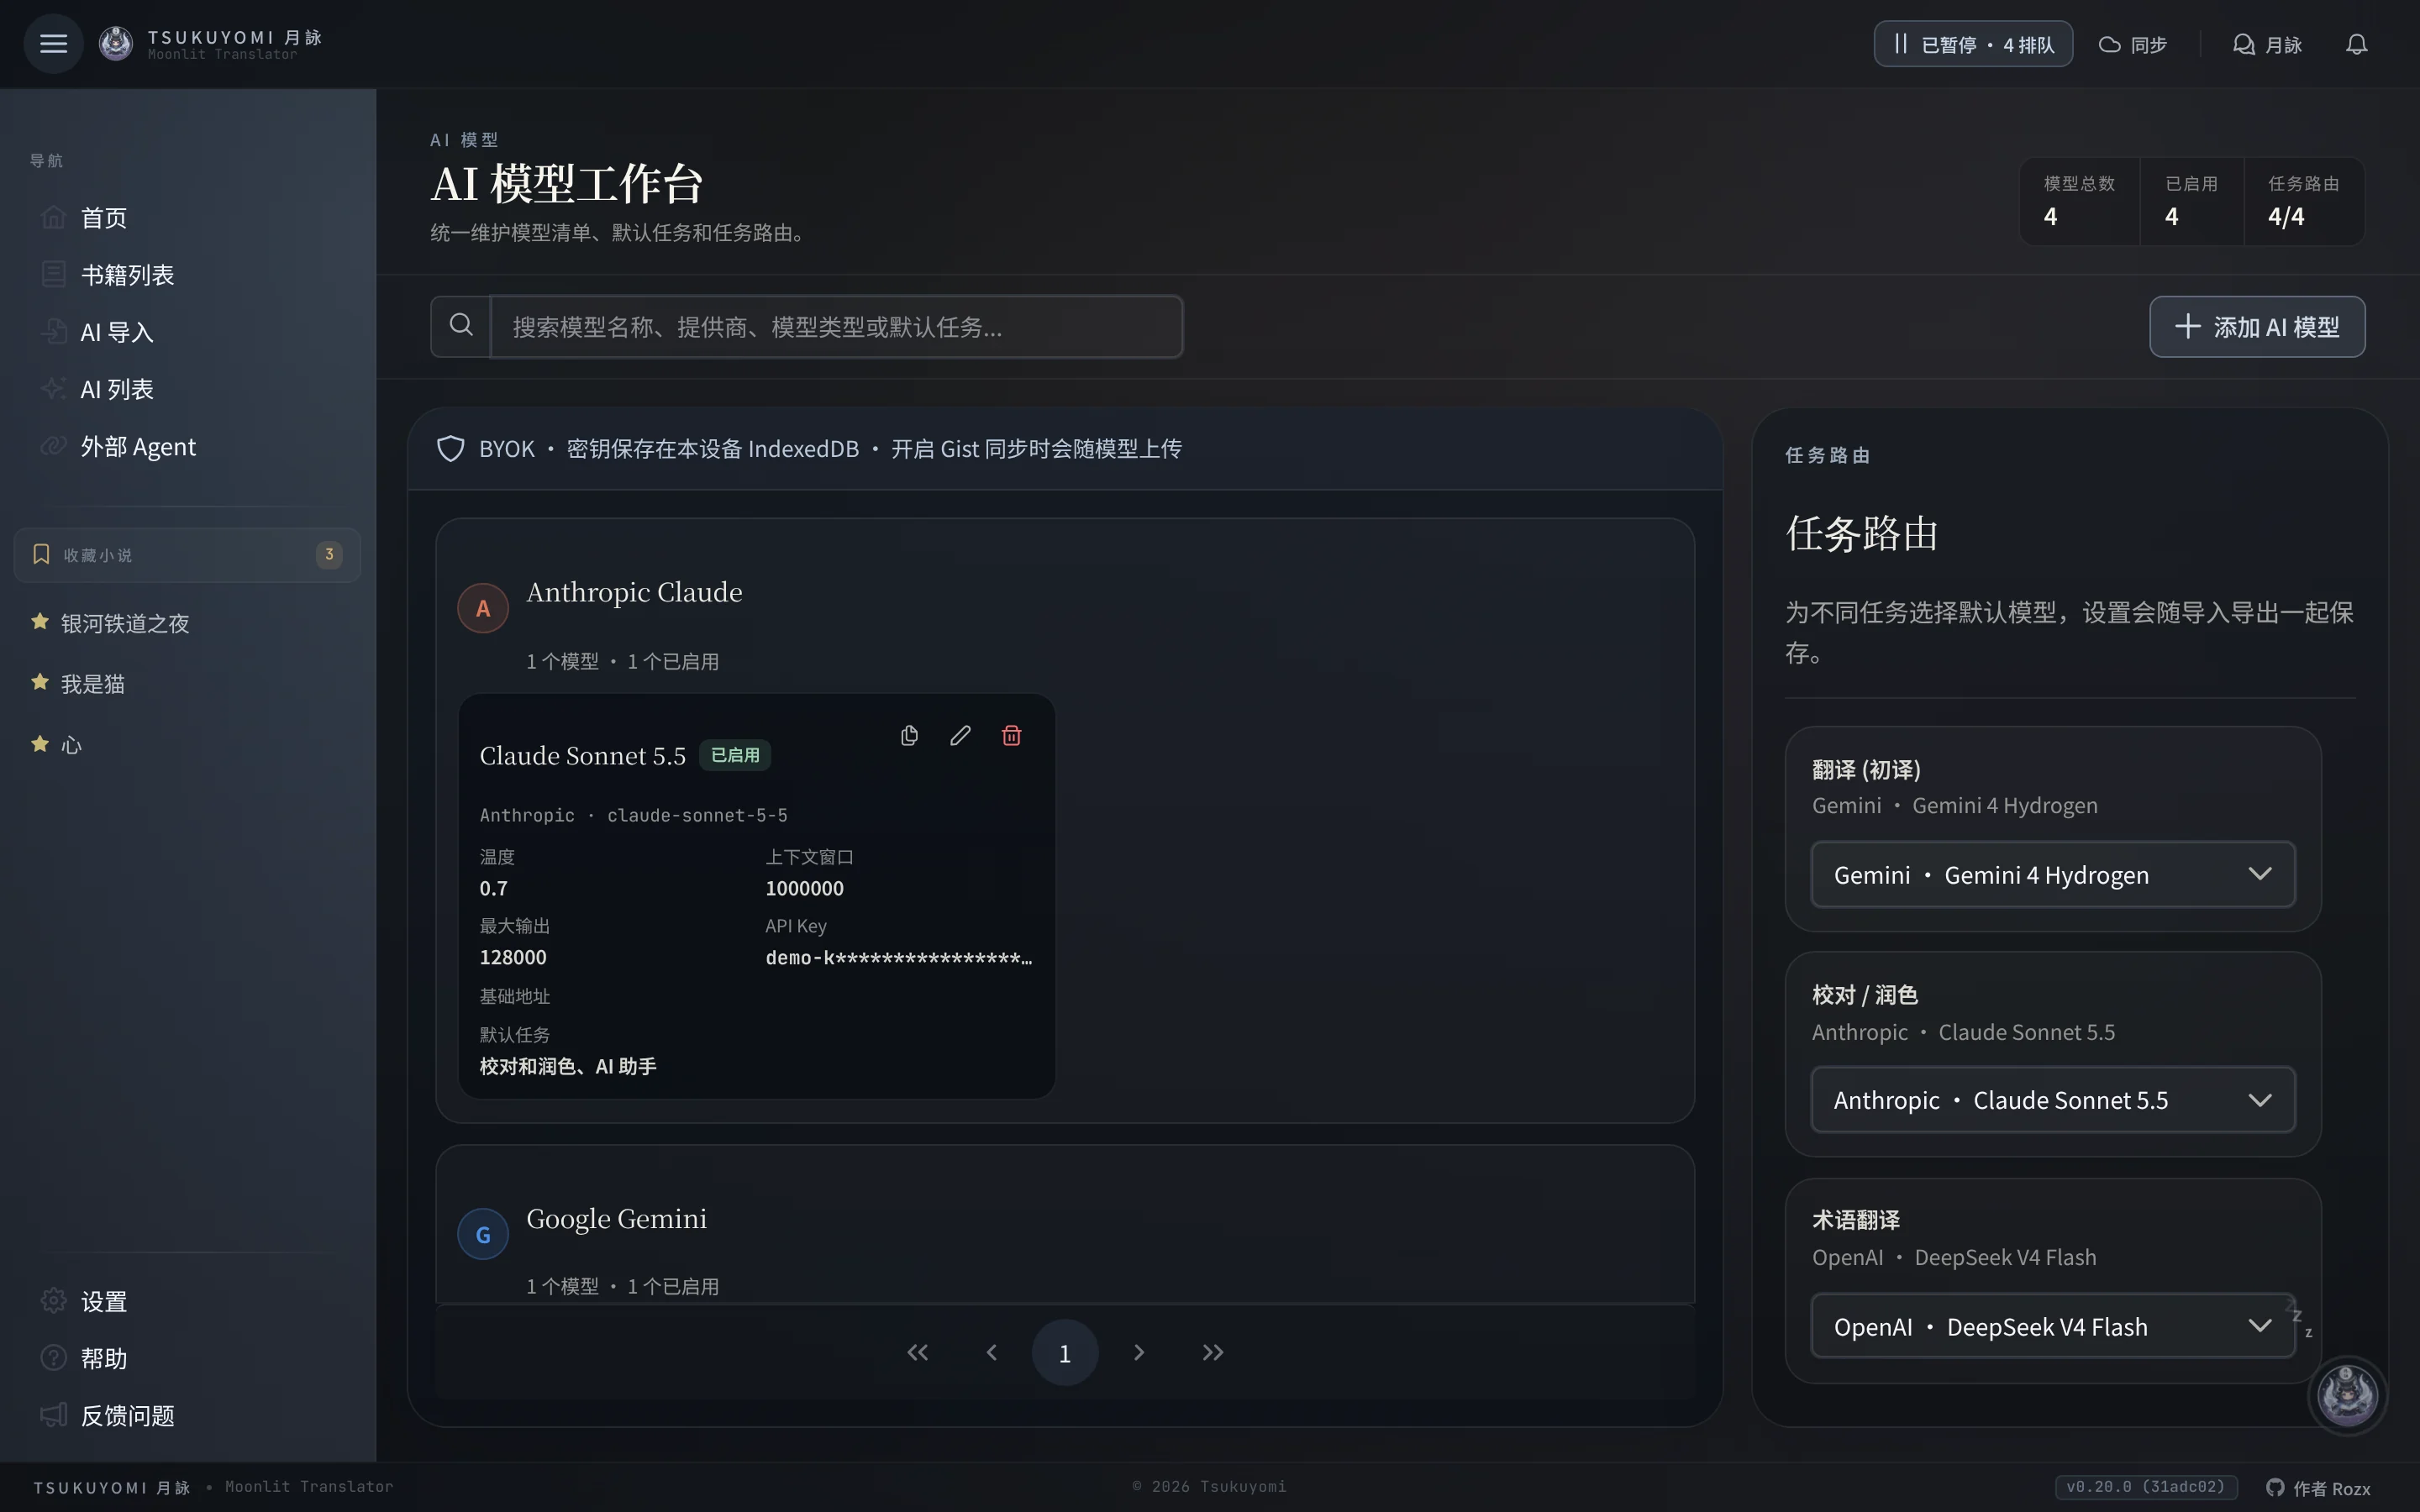 TSUKUYOMI 月詠
Moonlit Translator
已暂停 • 4 排队
同步
月詠
导航
首页
书籍列表
AI 导入
AI 列表
外部 Agent
收藏小说
3
银河铁道之夜
我是猫
心
设置
帮助
反馈问题
AI 模型
AI 模型工作台
统一维护模型清单、默认任务和任务路由。
模型总数
4
已启用
4
任务路由
4/4
搜索模型名称、提供商、模型类型或默认任务...
添加 AI 模型
BYOK • 密钥保存在本设备 IndexedDB • 开启 Gist 同步时会随模型上传
A
Anthropic Claude
1 个模型 • 1 个已启用
Claude Sonnet 5.5
已启用
Anthropic · claude-sonnet-5-5
温度
0.7
上下文窗口
1000000
最大输出
128000
API Key
demo-k****************…
基础地址
默认任务
校对和润色、AI 助手
G
Google Gemini
1 个模型 • 1 个已启用
1
任务路由
任务路由
为不同任务选择默认模型，设置会随导入导出一起保
存。
翻译 (初译)
Gemini • Gemini 4 Hydrogen
Gemini • Gemini 4 Hydrogen
校对 / 润色
Anthropic • Claude Sonnet 5.5
Anthropic • Claude Sonnet 5.5
术语翻译
OpenAI • DeepSeek V4 Flash
OpenAI • DeepSeek V4 Flash
z
z
z
TSUKUYOMI 月詠 • Moonlit Translator
© 2026 Tsukuyomi
v0.20.0 (31adc02)
作者 Rozx